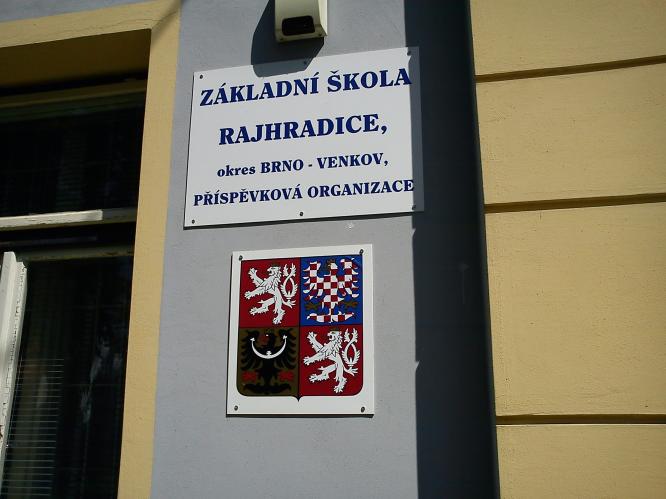 ZÁKLADNÍ ŠKOLA
RAJHRADICE,
okres BRNO - VENKOV,
PŘÍSPĚVKOVÁ ORGANIZACE